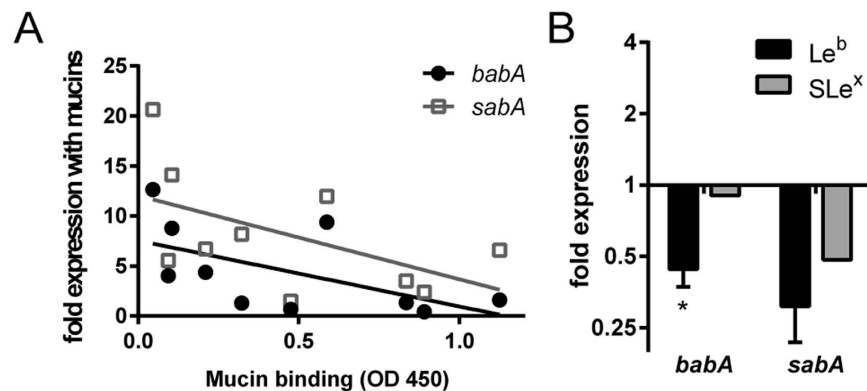 A
fold expression with mucins
25
20
15
10
5
0
0.0
0.5
1.0
Mucin binding (OD 450)
babA
sabA
B
fold expression
4
2
1
0.5
0.25
Le^b
SLe^x
*
babA
sabA